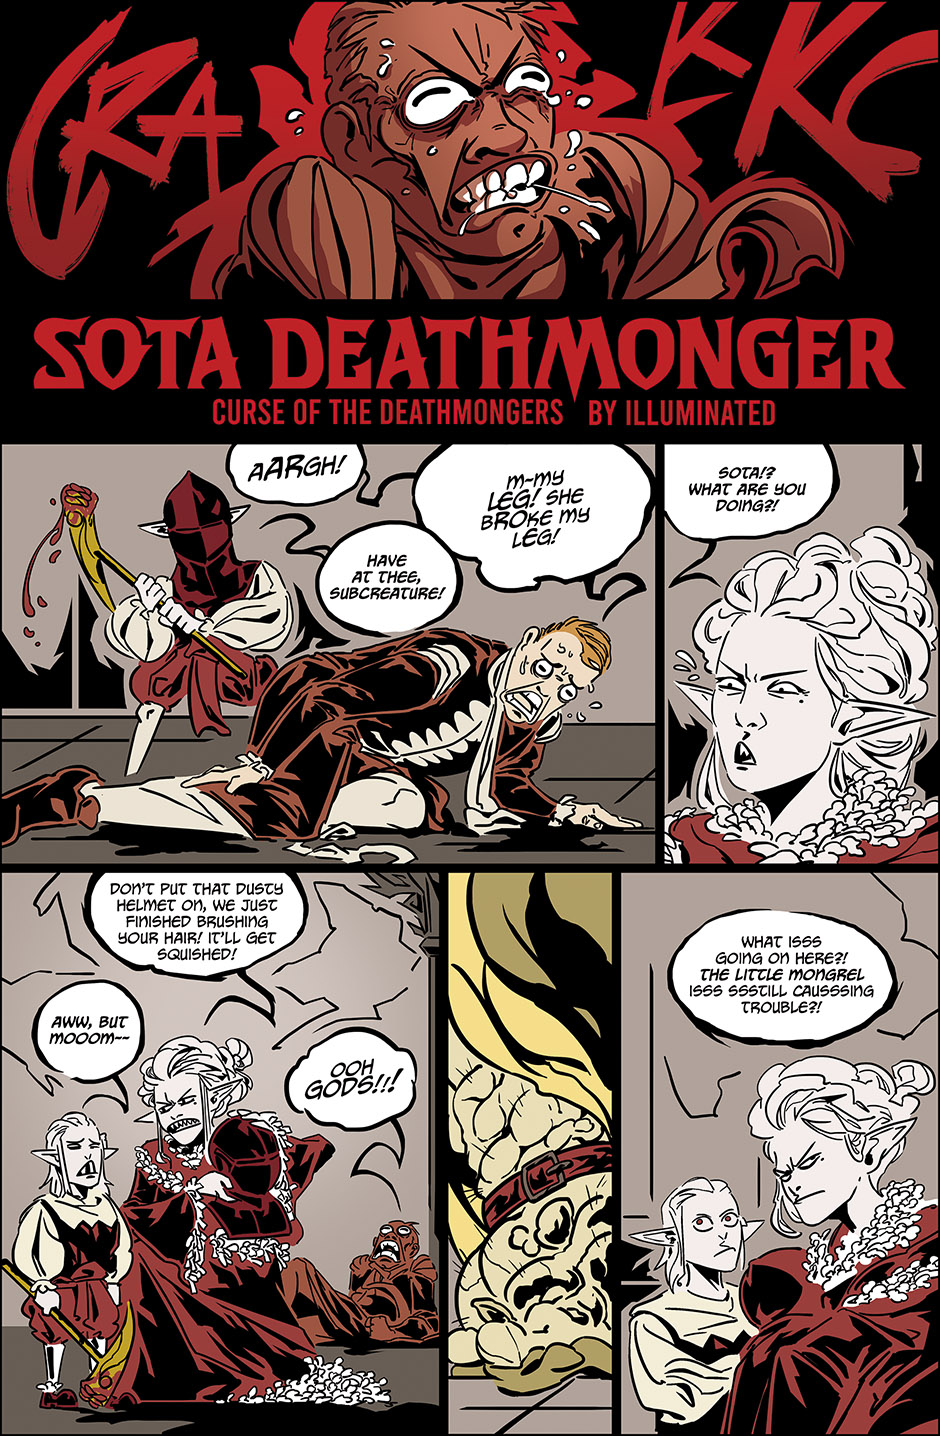 CRA KKC
SOTA DEATHMONGER
CURSE OF THE DEATHMONGERS BY ILLUMINATED
AARGH!
HAVE
AT THEE,
SUBCREATURE!
M-MY
LEG! SHE
BROKE MY
LEG!
SOTA!?
WHAT ARE YOU
DOING?!
DON'T PUT THAT DUSTY
HELMET ON, WE JUST
FINISHED BRUSHING
YOUR HAIR! IT'LL GET
SQUISHED!
AWW, BUT
MOOOM~~
OOH
GODS!!!
WHAT ISSS
GOING ON HERE?!
THE LITTLE MONGREL
ISSS SSSTILL CAUSSSING
TROUBLE?!